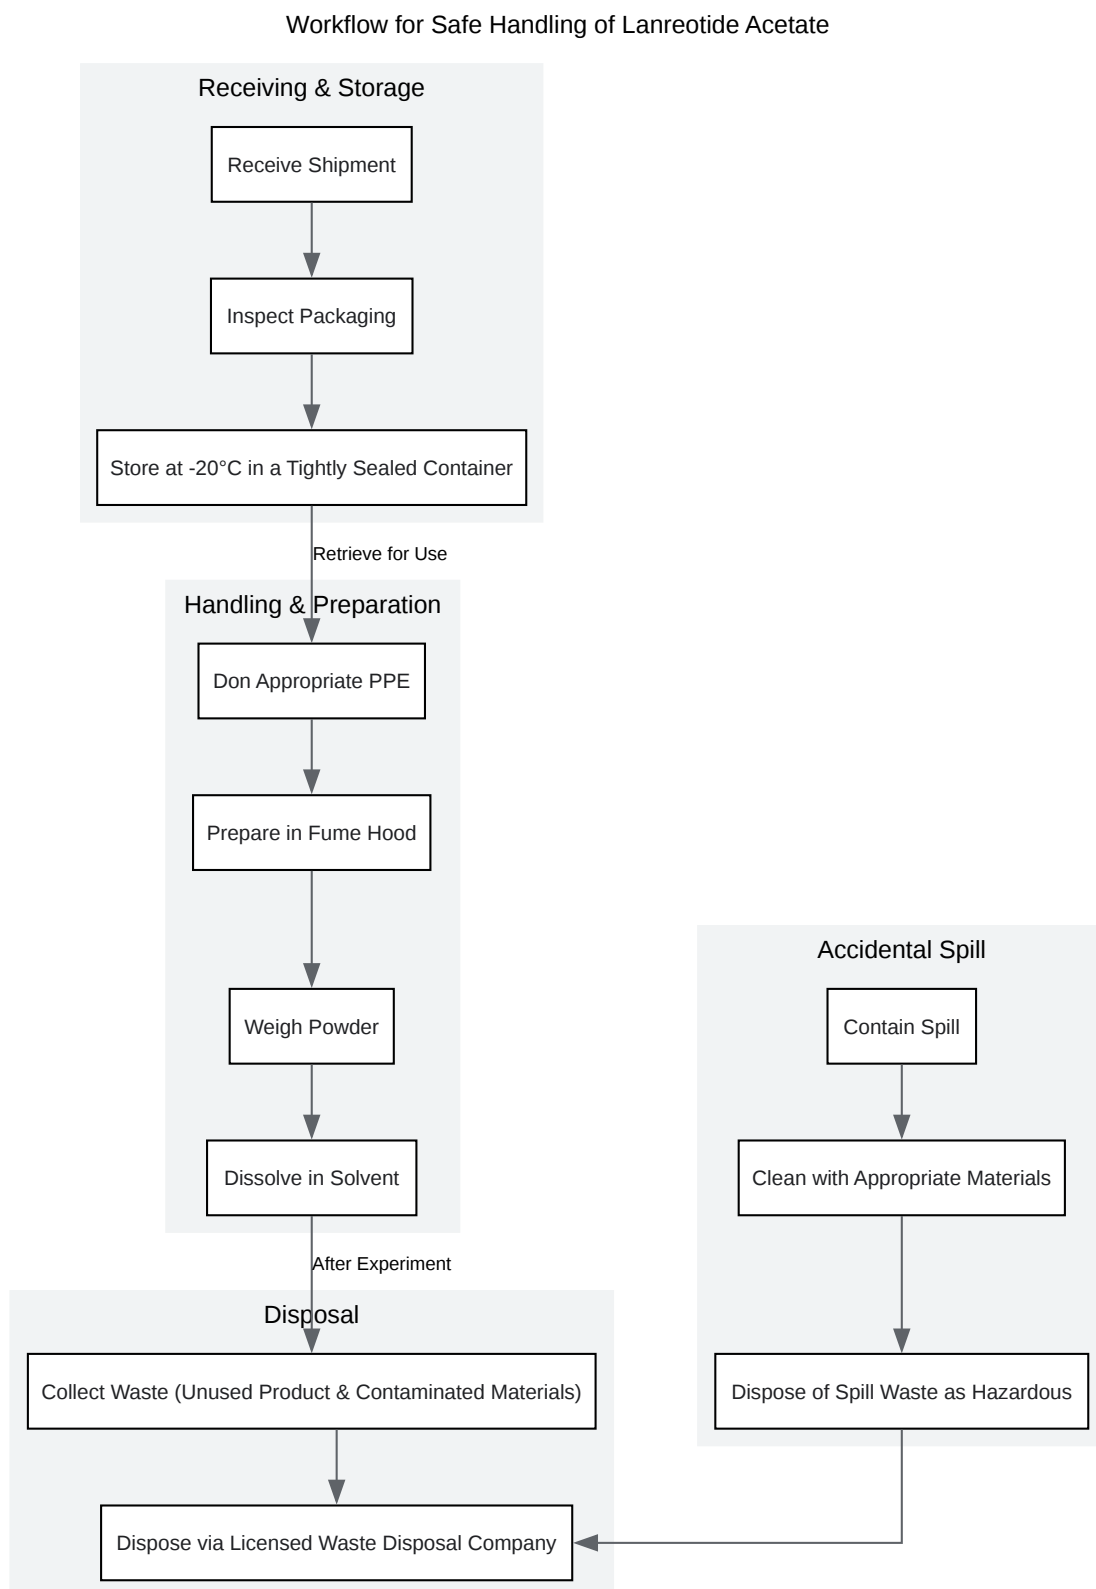 Workflow for Safe Handling of Lanreotide Acetate
Receiving & Storage
Receive Shipment
Inspect Packaging
Store at -20°C in a Tightly Sealed Container
Retrieve for Use
Handling & Preparation
Don Appropriate PPE
Prepare in Fume Hood
Weigh Powder
Dissolve in Solvent
After Experiment
Disposal
Collect Waste (Unused Product & Contaminated Materials)
Dispose via Licensed Waste Disposal Company
Accidental Spill
Contain Spill
Clean with Appropriate Materials
Dispose of Spill Waste as Hazardous